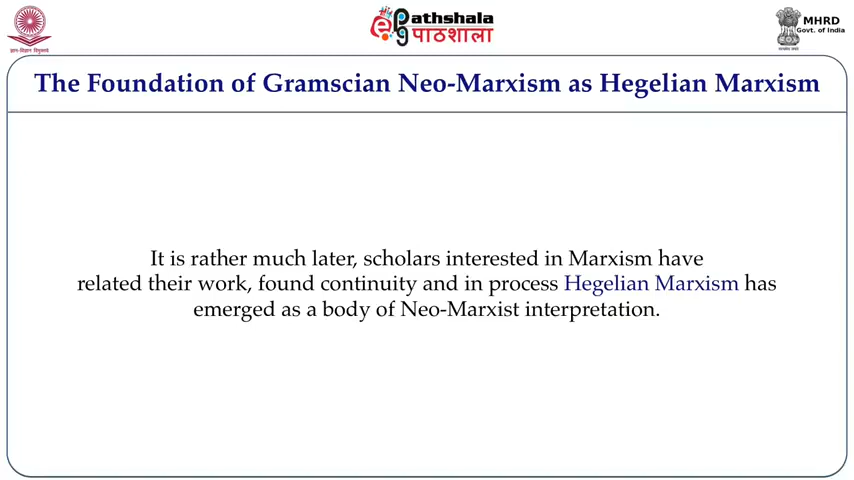 ज्ञान-विज्ञान विमुक्तये
ePathshala
पाठशाला
MHRD
Govt. of India
The Foundation of Gramscian Neo-Marxism as Hegelian Marxism
It is rather much later, scholars interested in Marxism have
related their work, found continuity and in process Hegelian Marxism has
emerged as a body of Neo-Marxist interpretation.